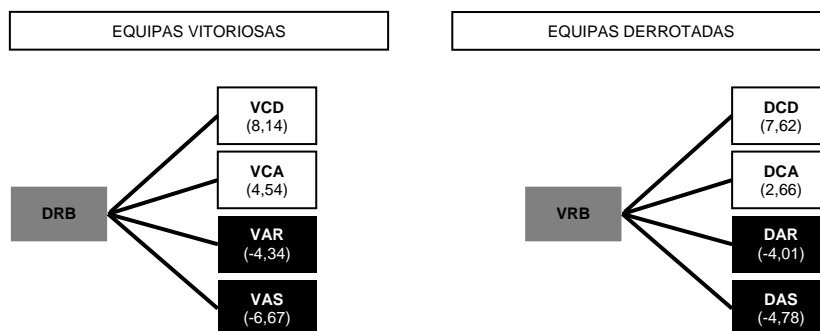 EQUIPAS VITORIOSAS
DRB
VCD
(8,14)
VCA
(4,54)
VAR
(-4,34)
VAS
(-6,67)
EQUIPAS DERROTADAS
VRB
DCD
(7,62)
DCA
(2,66)
DAR
(-4,01)
DAS
(-4,78)